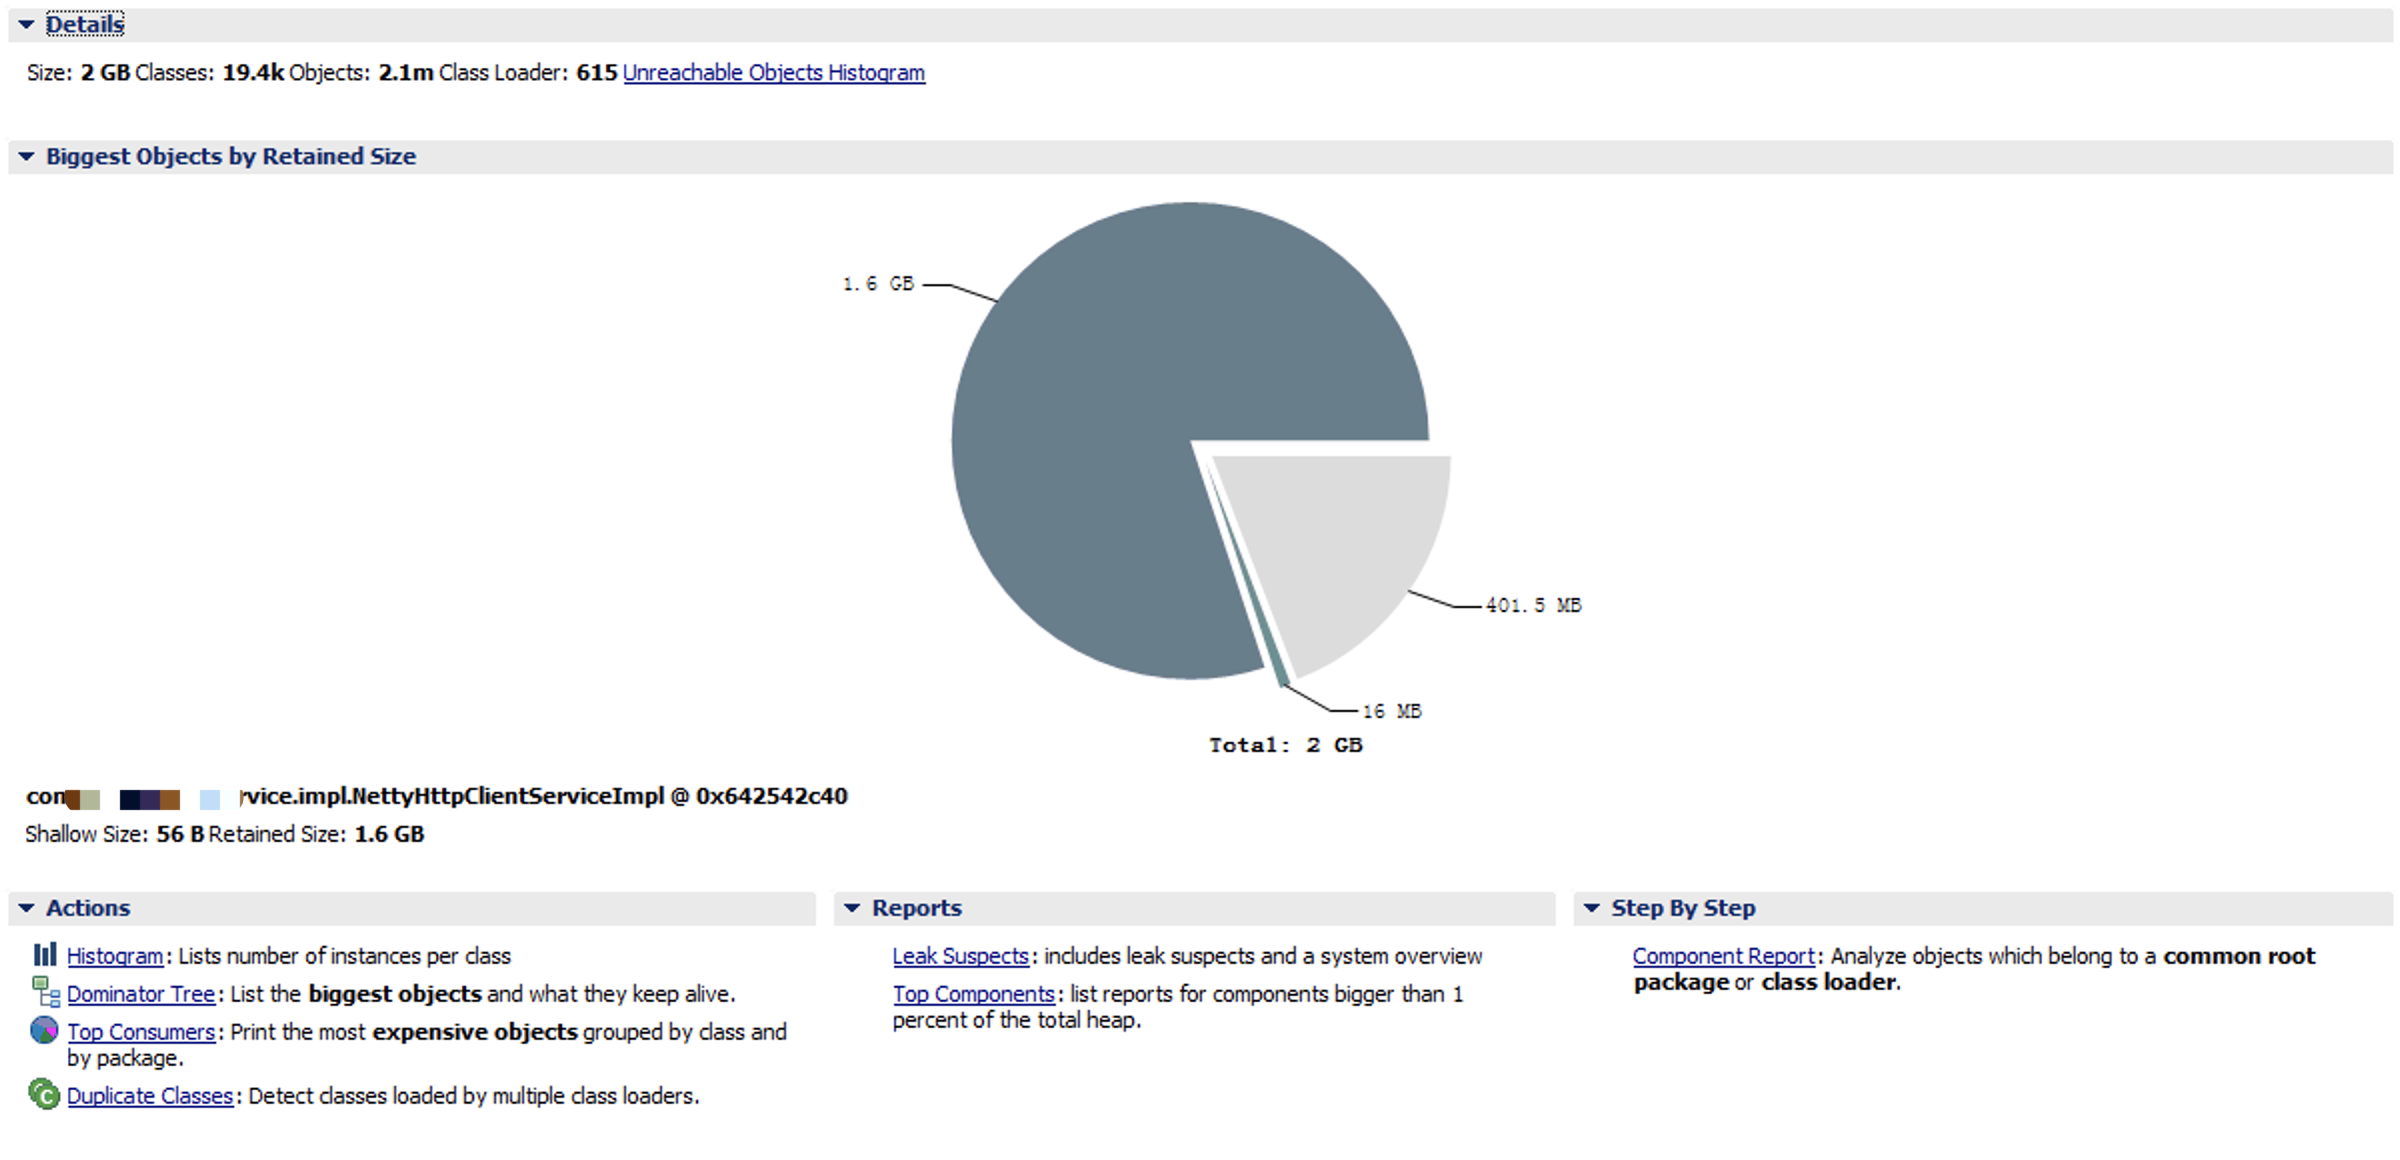 Details
Size: 2 GB Classes: 19.4k Objects: 2.1m Class Loader: 615 Unreachable Objects Histogram
Biggest Objects by Retained Size
1.6 GB
401.5 MB
16 MB
Total: 2 GB
rvice.impl.NettyHttpClientServiceImpl @ 0x642542c40
Shallow Size: 56 B Retained Size: 1.6 GB
Actions
Histogram: Lists number of instances per class
Dominator Tree: List the biggest objects and what they keep alive.
Top Consumers: Print the most expensive objects grouped by class and
by package.
Duplicate Classes: Detect classes loaded by multiple class loaders.
Reports
Leak Suspects: includes leak suspects and a system overview
Top Components: list reports for components bigger than 1
percent of the total heap.
Step By Step
Component Report: Analyze objects which belong to a common root
package or class loader.